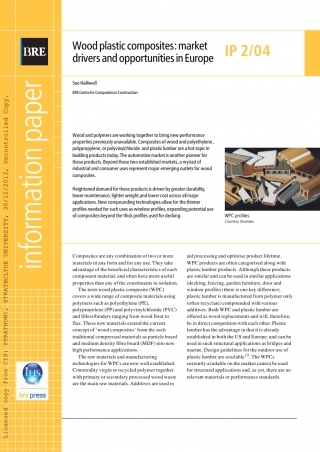 BRE
Wood plastic composites: market
drivers and opportunities in Europe
IP 2/04
Sue Halliwell
BRE Centre for Composites in Construction
information paper
Licensed copy from CIS: STRATHUNI, STRATHCLYDE UNIVERSITY, 30/12/2013, Uncontrolled Copy.
Wood and polymers are working together to bring new performance
properties previously unavailable. Composites of wood and polyethylene,
polypropylene, or polyvinylchloride and plastic lumber are a hot topic in
building products today. The automotive market is another pioneer for
these products. Beyond these two established markets, a myriad of
industrial and consumer uses represent major emerging outlets for wood
composites.
Heightened demand for these products is driven by greater durability,
lower maintenance, lighter weight and lower cost across all major
applications. New compounding technologies allow for the thinner
profiles needed for such uses as window profiles, expanding potential use
of composites beyond the thick profiles used for decking.
WPC profiles
Composites are any combination of two or more
materials in any form and for any use. They take
advantage of the beneficial characteristics of each
component material, and often have more useful
properties than any of the constituents in isolation.
The term wood plastic composite (WPC)
covers a wide range of composite materials using
polymers such as polyethylene (PE),
polypropylene (PP) and polyvinylchloride (PVC)
and fillers/binders ranging from wood flour to
flax. These new materials extend the current
concept of 'wood composites' from the such
traditional compressed materials as particle board
and medium density fibre board (MDF) into new
high performance applications.
The raw materials and manufacturing
technologies for WPCs are now well established.
Commodity virgin or recycled polymer together
with primary or secondary processed wood waste
are the main raw materials. Additives are used to
aid processing and optimise product lifetime.
WPC products are often categorised along with
plastic lumber products. Although these products
are similar and can be used in similar applications
(decking, fencing, garden furniture, door and
window profiles) there is one key difference:
plastic lumber is manufactured from polymer only
(often recyclate) compounded with various
additives. Both WPC and plastic lumber are
offered as wood replacements and will, therefore,
be in direct competition with each other. Plastic
lumber has the advantage in that it is already
established in both the US and Europe, and can be
used in such structural applications as bridges and
marine. Design guidelines for the outdoor use of
plastic lumber are available[1]. The WPCs
currently available on the market cannot be used
for structural applications and, as yet, there are no
relevant materials or performance standards.
IHS
brepress